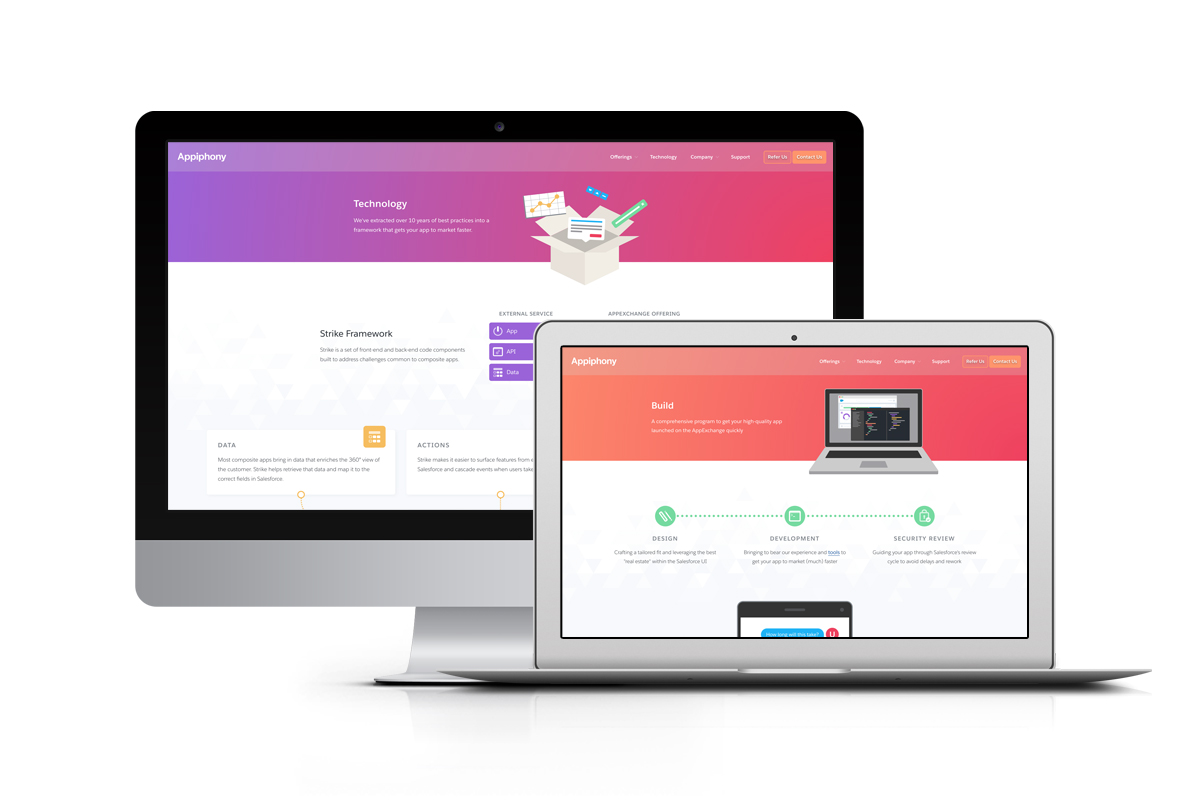 Appiphony
Offerings Technology Company Support Refer Us Contact Us
Technology
We've extracted over 10 years of best practices into a
framework that gets your app to market faster.
EXTERNAL SERVICE
APPEXCHANGE OFFERING
Strike Framework
Strike is a set of front-end and back-end code components
built to address challenges common to composite apps.
App
API
Data
DATA
Most composite apps bring in data that enriches the 360° view of
the customer. Strike helps retrieve that data and map it to the
correct fields in Salesforce.
ACTIONS
Strike makes it easier to surface features from
Salesforce and cascade events when users take
Appiphony
Offerings Technology Company Support Refer Us Contact Us
Build
A comprehensive program to get your high-quality app
launched on the AppExchange quickly
DESIGN
Crafting a tailored fit and leveraging the best
"real estate" within the Salesforce UI
DEVELOPMENT
Bringing to bear our experience and tools to
get your app to market (much) faster
SECURITY REVIEW
Guiding your app through Salesforce's review
cycle to avoid delays and rework
How long will this take?
U